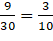 9/30 = 3/10